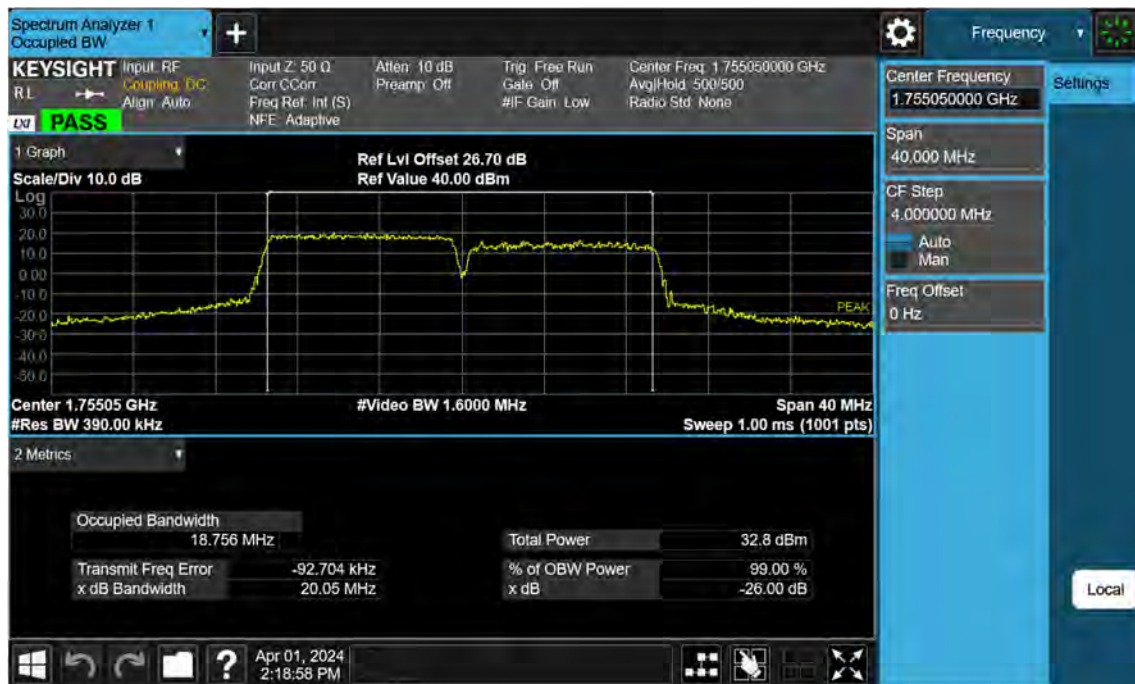 Spectrum Analyzer 1
Occupied BW
+
Frequency
KEYSIGHT
RL
LXI
PASS
Input: RF
Coupling: DC
Align: Auto
Input Z: 50 Ω
Corr CCorr
Freq Ref: Int (S)
NFE: Adaptive
Atten: 10 dB
Preamp: Off
Trig: Free Run
Gate: Off
#IF Gain: Low
Center Freq: 1.755050000 GHz
Avg|Hold: 500/500
Radio Std: None
1 Graph
Scale/Div 10.0 dB
Ref Lvl Offset 26.70 dB
Ref Value 40.00 dBm
Log
30.0
20.0
10.0
0.00
-10.0
-20.0
-30.0
-40.0
-50.0
PEAK
Center 1.75505 GHz
#Video BW 1.6000 MHz
Span 40 MHz
#Res BW 390.00 kHz
Sweep 1.00 ms (1001 pts)
2 Metrics
Occupied Bandwidth
18.756 MHz
Total Power 32.8 dBm
Transmit Freq Error -92.704 kHz
% of OBW Power 99.00 %
x dB Bandwidth 20.05 MHz
x dB -26.00 dB
Center Frequency
1.755050000 GHz
Settings
Span
40.000 MHz
CF Step
4.000000 MHz
Auto
Man
Freq Offset
0 Hz
Local
?
Apr 01, 2024
2:18:58 PM